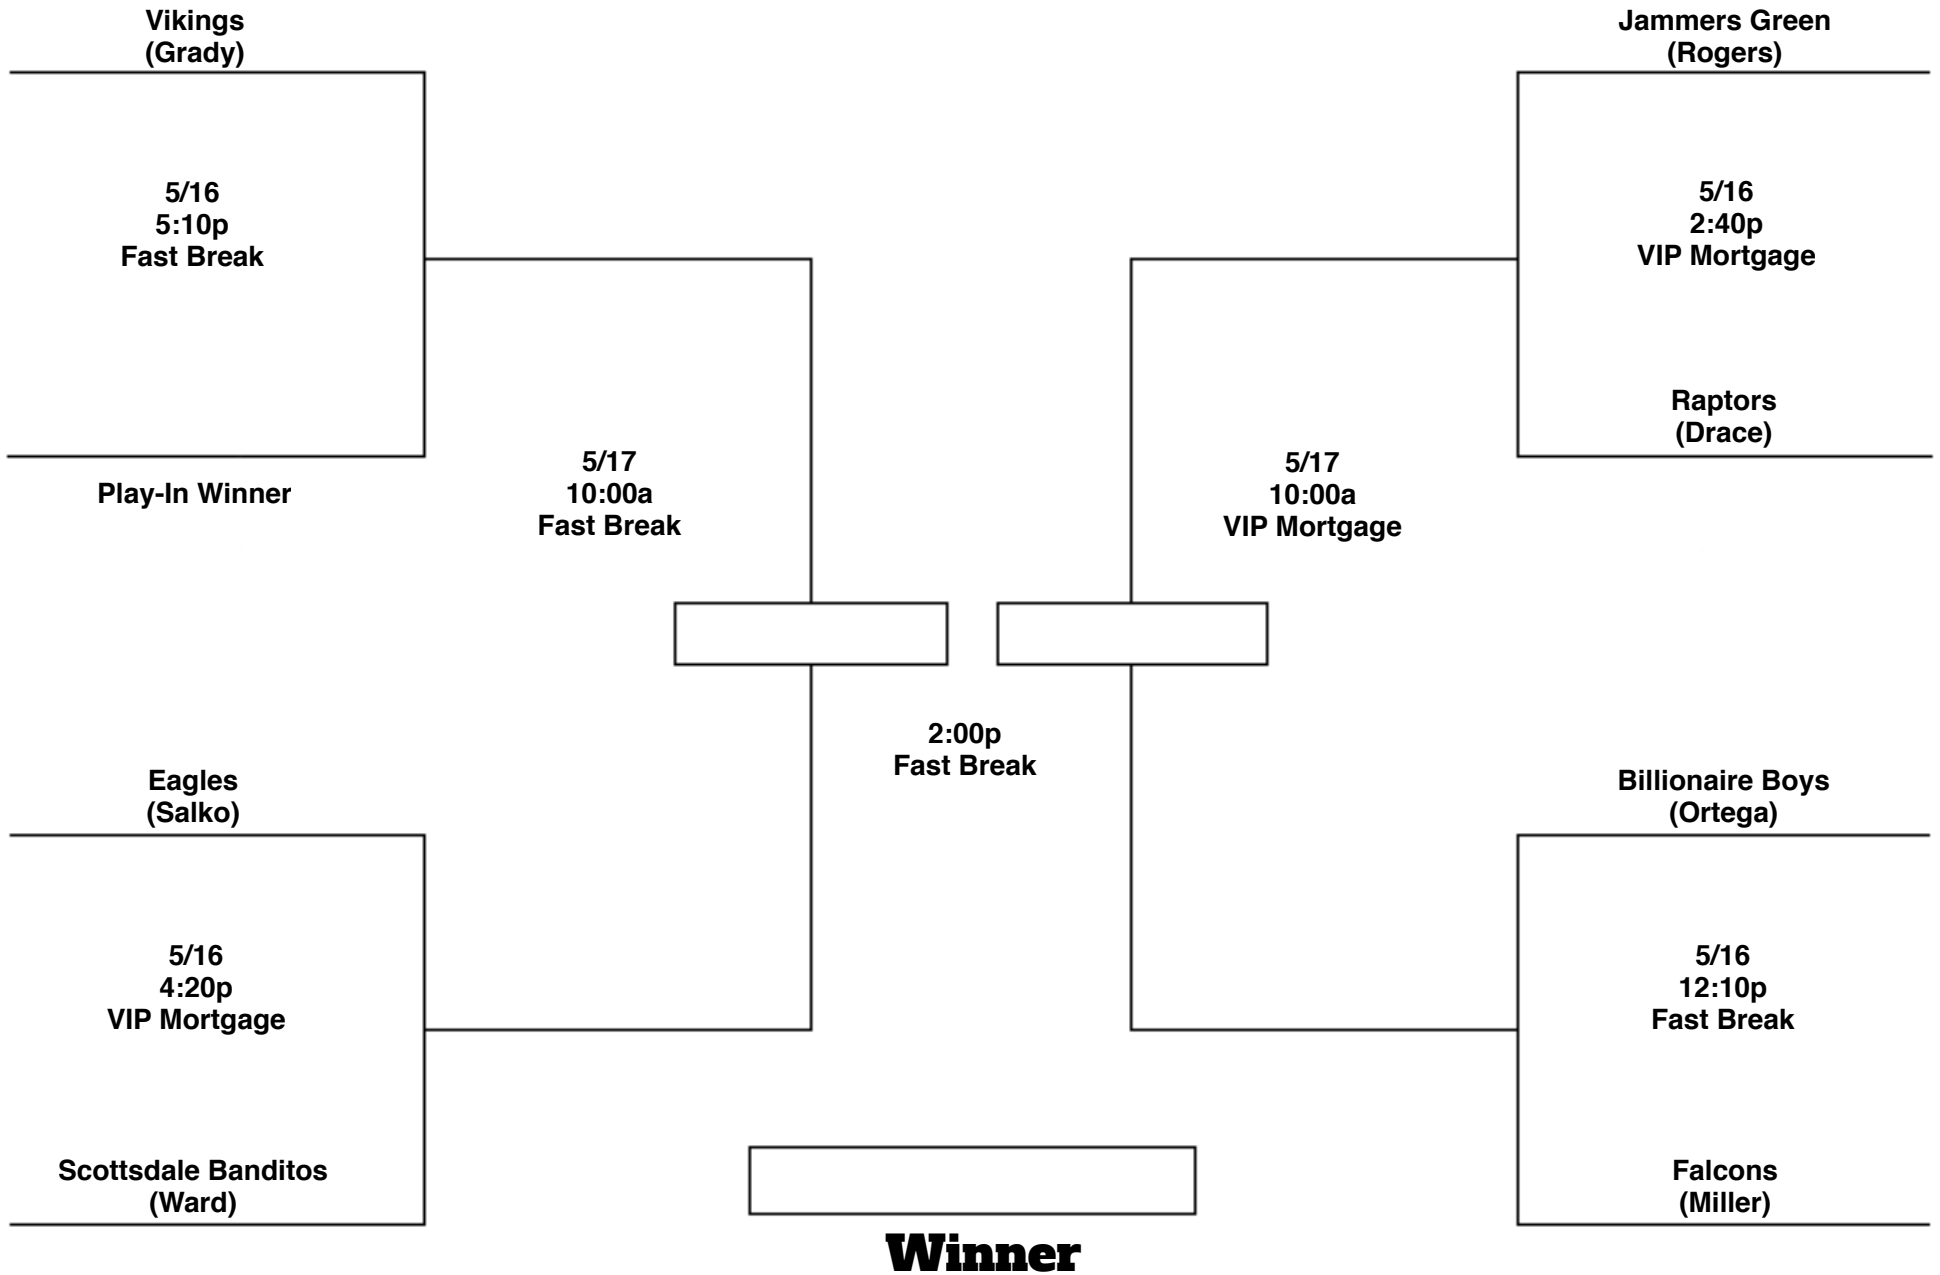 Vikings
(Grady)
5/16
5:10p
Fast Break
Play-In Winner
5/17
10:00a
Fast Break
Eagles
(Salko)
5/16
4:20p
VIP Mortgage
Scottsdale Banditos
(Ward)
2:00p
Fast Break
Jammers Green
(Rogers)
5/16
2:40p
VIP Mortgage
Raptors
(Drace)
5/17
10:00a
VIP Mortgage
Billionaire Boys
(Ortega)
5/16
12:10p
Fast Break
Falcons
(Miller)
Winner